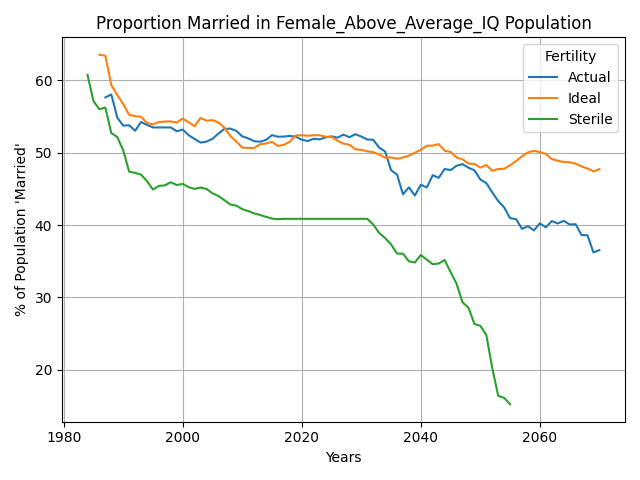 Proportion Married in Female_Above_Average_IQ Population
% of Population 'Married'
60
50
40
30
20
Fertility
Actual
Ideal
Sterile
1980
2000
2020
2040
2060
Years